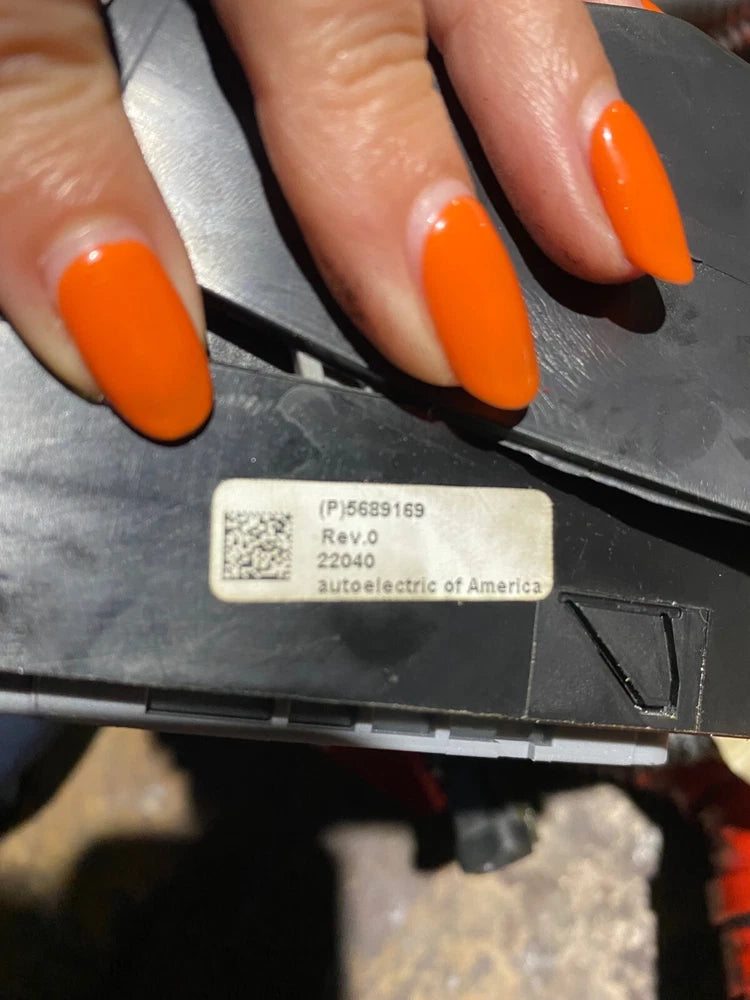 (P)5689169
Rev.0
22040
autoelectric of America